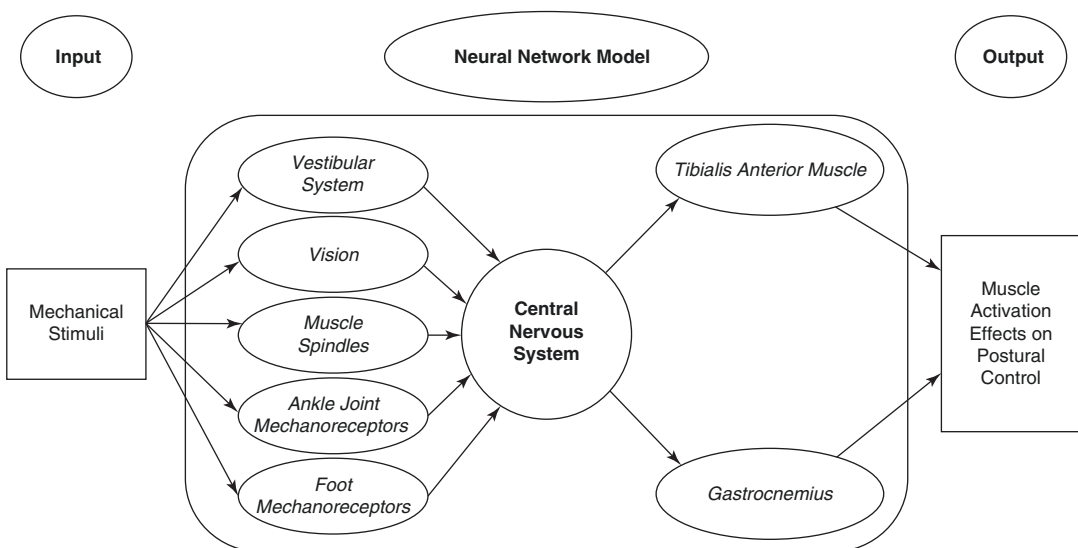 Input
Neural Network Model
Output
Vestibular
System
Vision
Muscle
Spindles
Ankle Joint
Mechanoreceptors
Foot
Mechanoreceptors
Mechanical
Stimuli
Central
Nervous
System
Tibialis Anterior Muscle
Gastrocnemius
Muscle
Activation
Effects on
Postural
Control